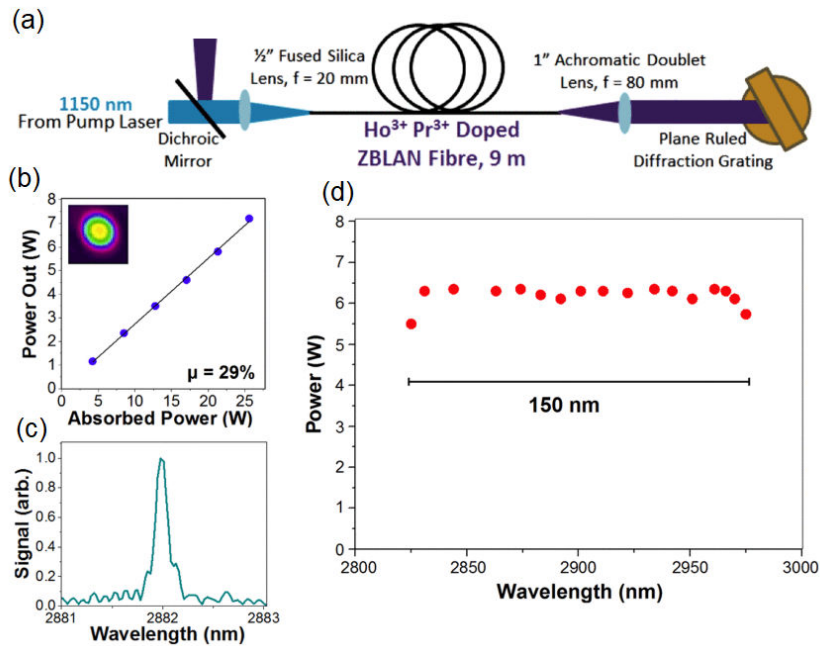 (a)
½″ Fused Silica
Lens, f = 20 mm
1″ Achromatic Doublet
Lens, f = 80 mm
1150 nm
From Pump Laser
Dichroic
Mirror
Ho³⁺ Pr³⁺ Doped
ZBLAN Fibre, 9 m
Plane Ruled
Diffraction Grating
(b)
Power Out (W)
8
7
6
5
4
3
2
1
0
μ = 29%
0 5 10 15 20 25
Absorbed Power (W)
(c)
Signal (arb.)
1.0
0.8
0.6
0.4
0.2
0.0
2881 2882 2883
Wavelength (nm)
(d)
Power (W)
8
7
6
5
4
3
2
1
0
150 nm
2800 2850 2900 2950 3000
Wavelength (nm)